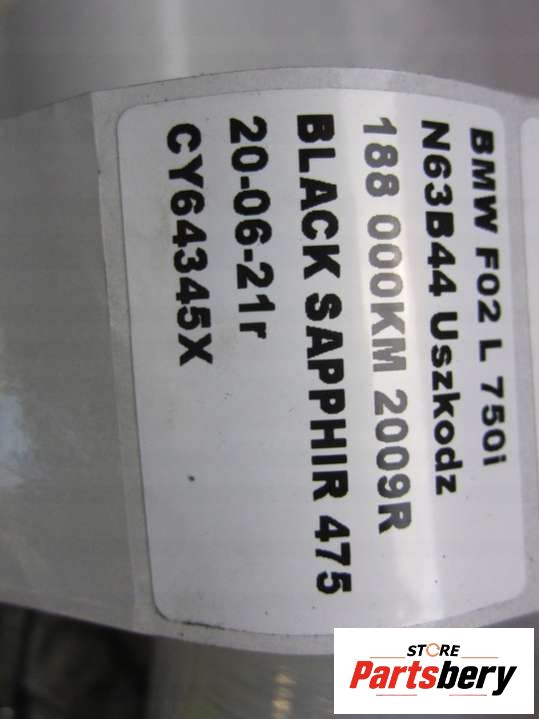 BMW F02 L 750i
N63B44 Uszkodz
188 000KM 2009R
BLACK SAPPHIR 475
20-06-21r
CY64345X
STORE
Partsbery